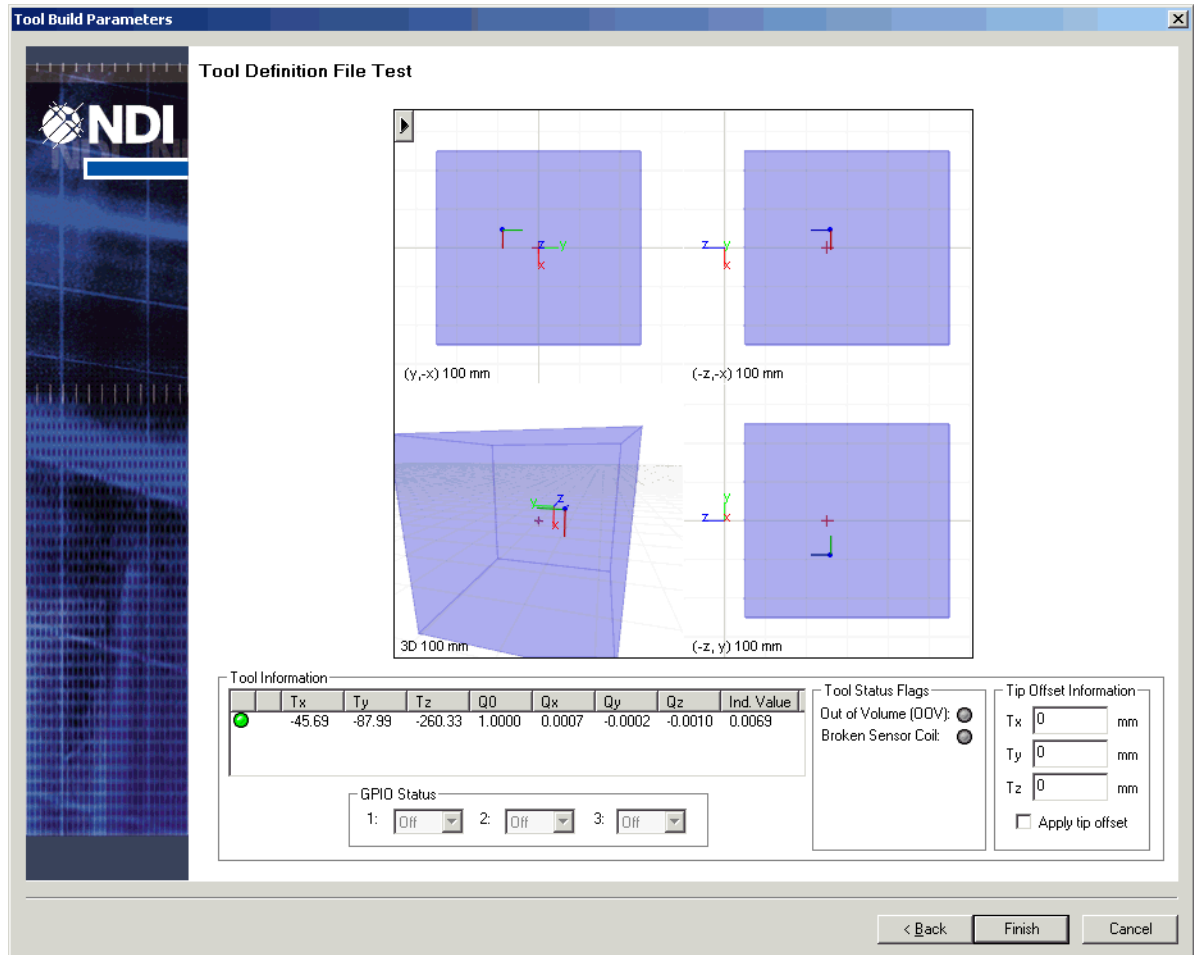 Tool Build Parameters
NDI
Tool Definition File Test
z y
x
z y
x
(y,-x) 100 mm
(-z,-x) 100 mm
y z
x
y
z x
3D 100 mm
(-z, y) 100 mm
Tool Information
Tx Ty Tz Q0 Qx Qy Qz Ind. Value
-45.69 -87.99 -260.33 1.0000 0.0007 -0.0002 -0.0010 0.0069
GPIO Status
1: Off 2: Off 3: Off
Tool Status Flags
Out of Volume (OOV):
Broken Sensor Coil:
Tip Offset Information
Tx 0 mm
Ty 0 mm
Tz 0 mm
Apply tip offset
< Back Finish Cancel